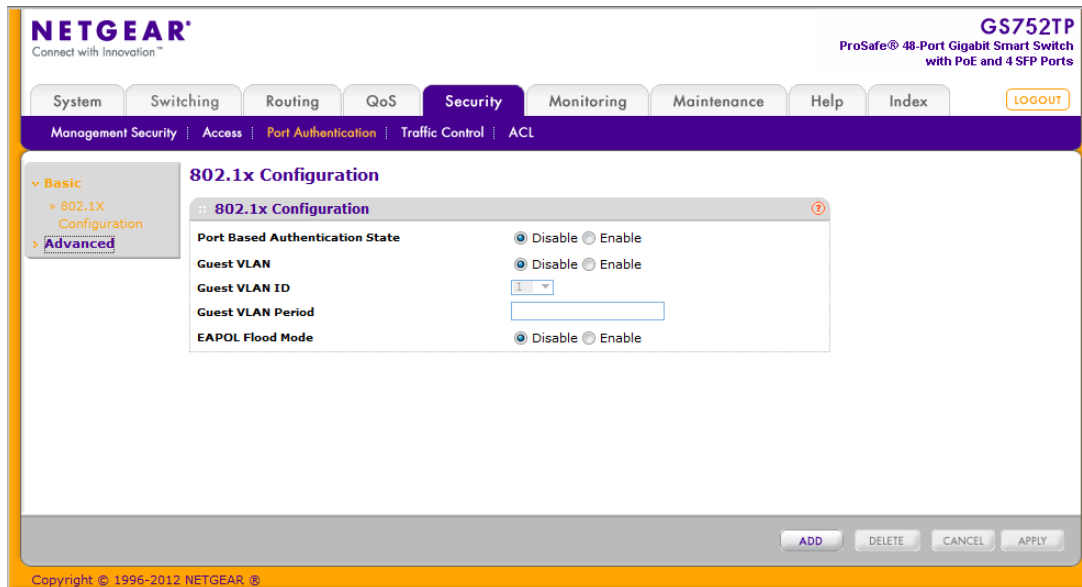 NETGEAR®
Connect with Innovation™
GS752TP
ProSafe® 48-Port Gigabit Smart Switch
with PoE and 4 SFP Ports
System Switching Routing QoS Security Monitoring Maintenance Help Index LOGOUT
Management Security | Access | Port Authentication | Traffic Control | ACL
Basic
» 802.1X
Configuration
Advanced
802.1x Configuration
802.1x Configuration ?
Port Based Authentication State Disable Enable
Guest VLAN Disable Enable
Guest VLAN ID 1
Guest VLAN Period
EAPOL Flood Mode Disable Enable
ADD DELETE CANCEL APPLY
Copyright © 1996-2012 NETGEAR ®